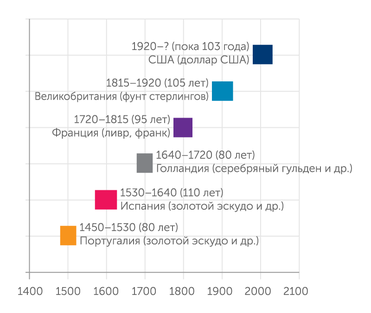 1920–? (пока 103 года)
США (доллар США)
1815–1920 (105 лет)
Великобритания (фунт стерлингов)
1720–1815 (95 лет)
Франция (ливр, франк)
1640–1720 (80 лет)
Голландия (серебряный гульден и др.)
1530–1640 (110 лет)
Испания (золотой эскудо и др.)
1450–1530 (80 лет)
Португалия (золотой эскудо и др.)
1400 1500 1600 1700 1800 1900 2000 2100